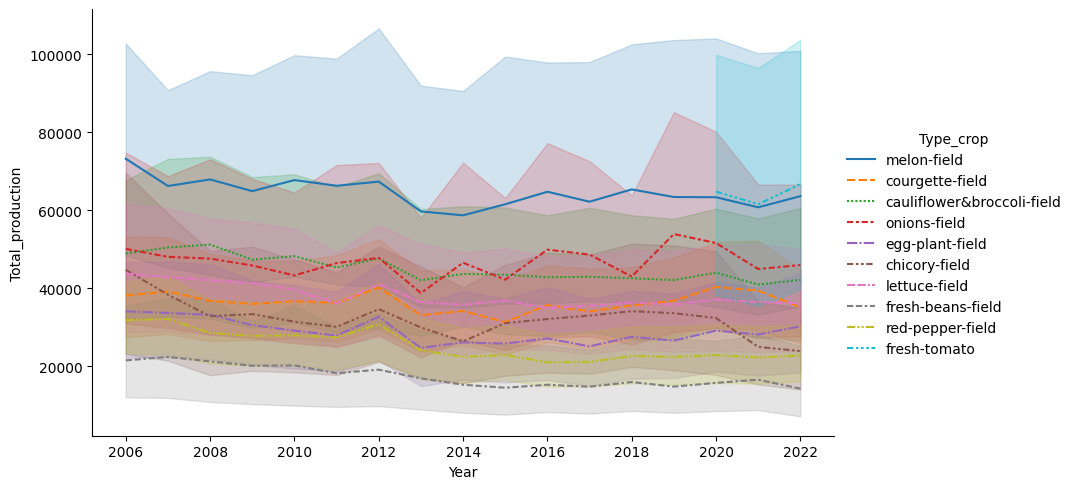 Total_production
100000
80000
60000
40000
20000
2006 2008 2010 2012 2014 2016 2018 2020 2022
Year
Type_crop
melon-field
courgette-field
cauliflower&broccoli-field
onions-field
egg-plant-field
chicory-field
lettuce-field
fresh-beans-field
red-pepper-field
fresh-tomato